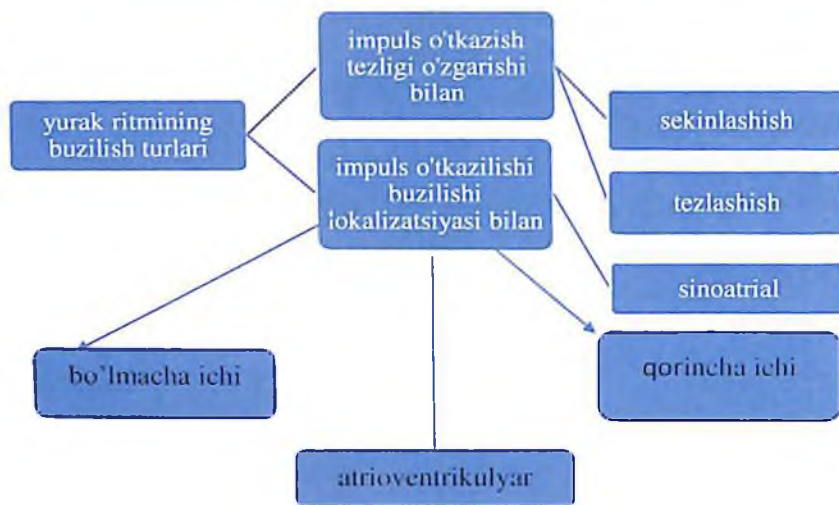 impuls o'tkazish
tezligi o'zgarishi
bilan
yurak ritmining
buzilish turlari
sekinlashish
impuls o'tkazilishi
buzilishi
lokalizatsiyasi bilan
tezlashish
sinoatrial
bo'lmacha ichi
qorincha ichi
atrioventrikulyar